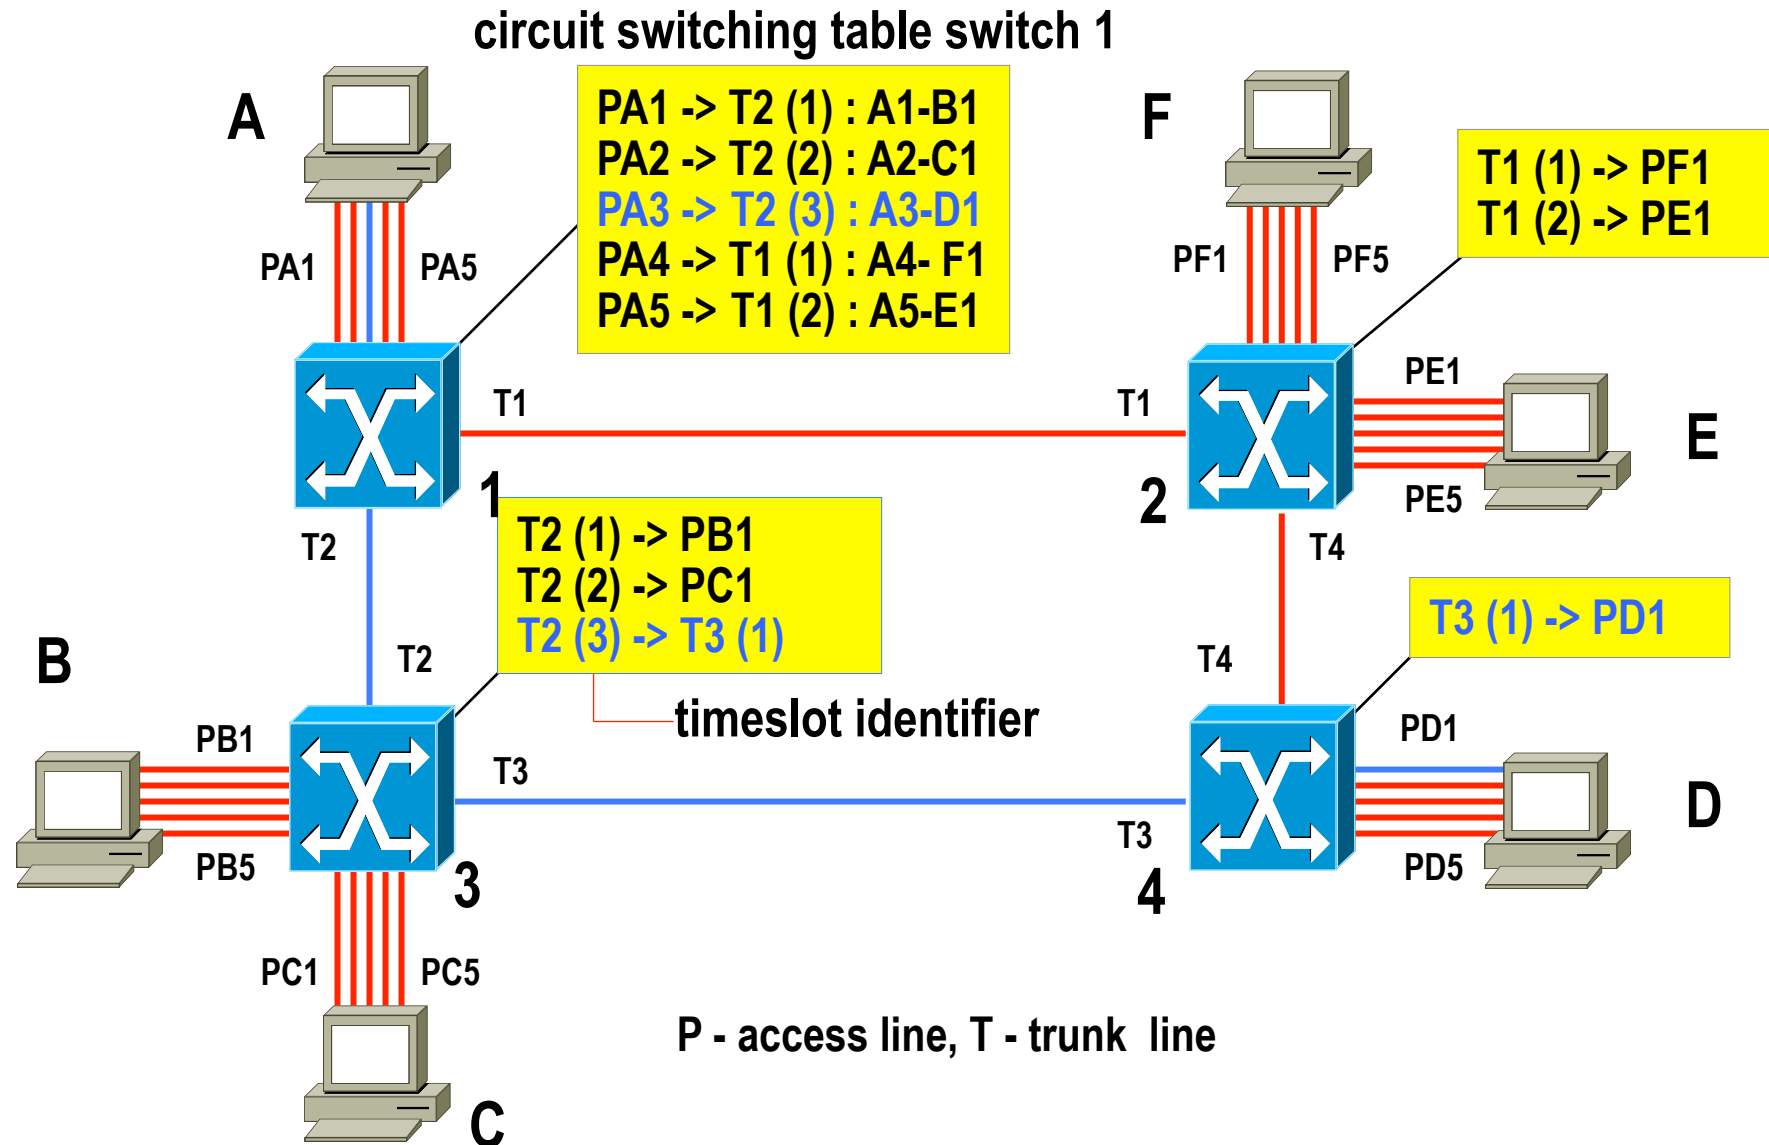 circuit switching table switch 1
A
PA1 -> T2 (1) : A1-B1
PA2 -> T2 (2) : A2-C1
PA3 -> T2 (3) : A3-D1
PA4 -> T1 (1) : A4- F1
PA5 -> T1 (2) : A5-E1
F
T1 (1) -> PF1
T1 (2) -> PE1
PA1
PA5
PF1
PF5
PE1
E
PE5
T1
T1
1
2
T2
T4
T2 (1) -> PB1
T2 (2) -> PC1
T2 (3) -> T3 (1)
T3 (1) -> PD1
B
T2
T4
timeslot identifier
PB1
PD1
T3
T3
D
PB5
PD5
3
4
PC1
PC5
P - access line, T - trunk line
C